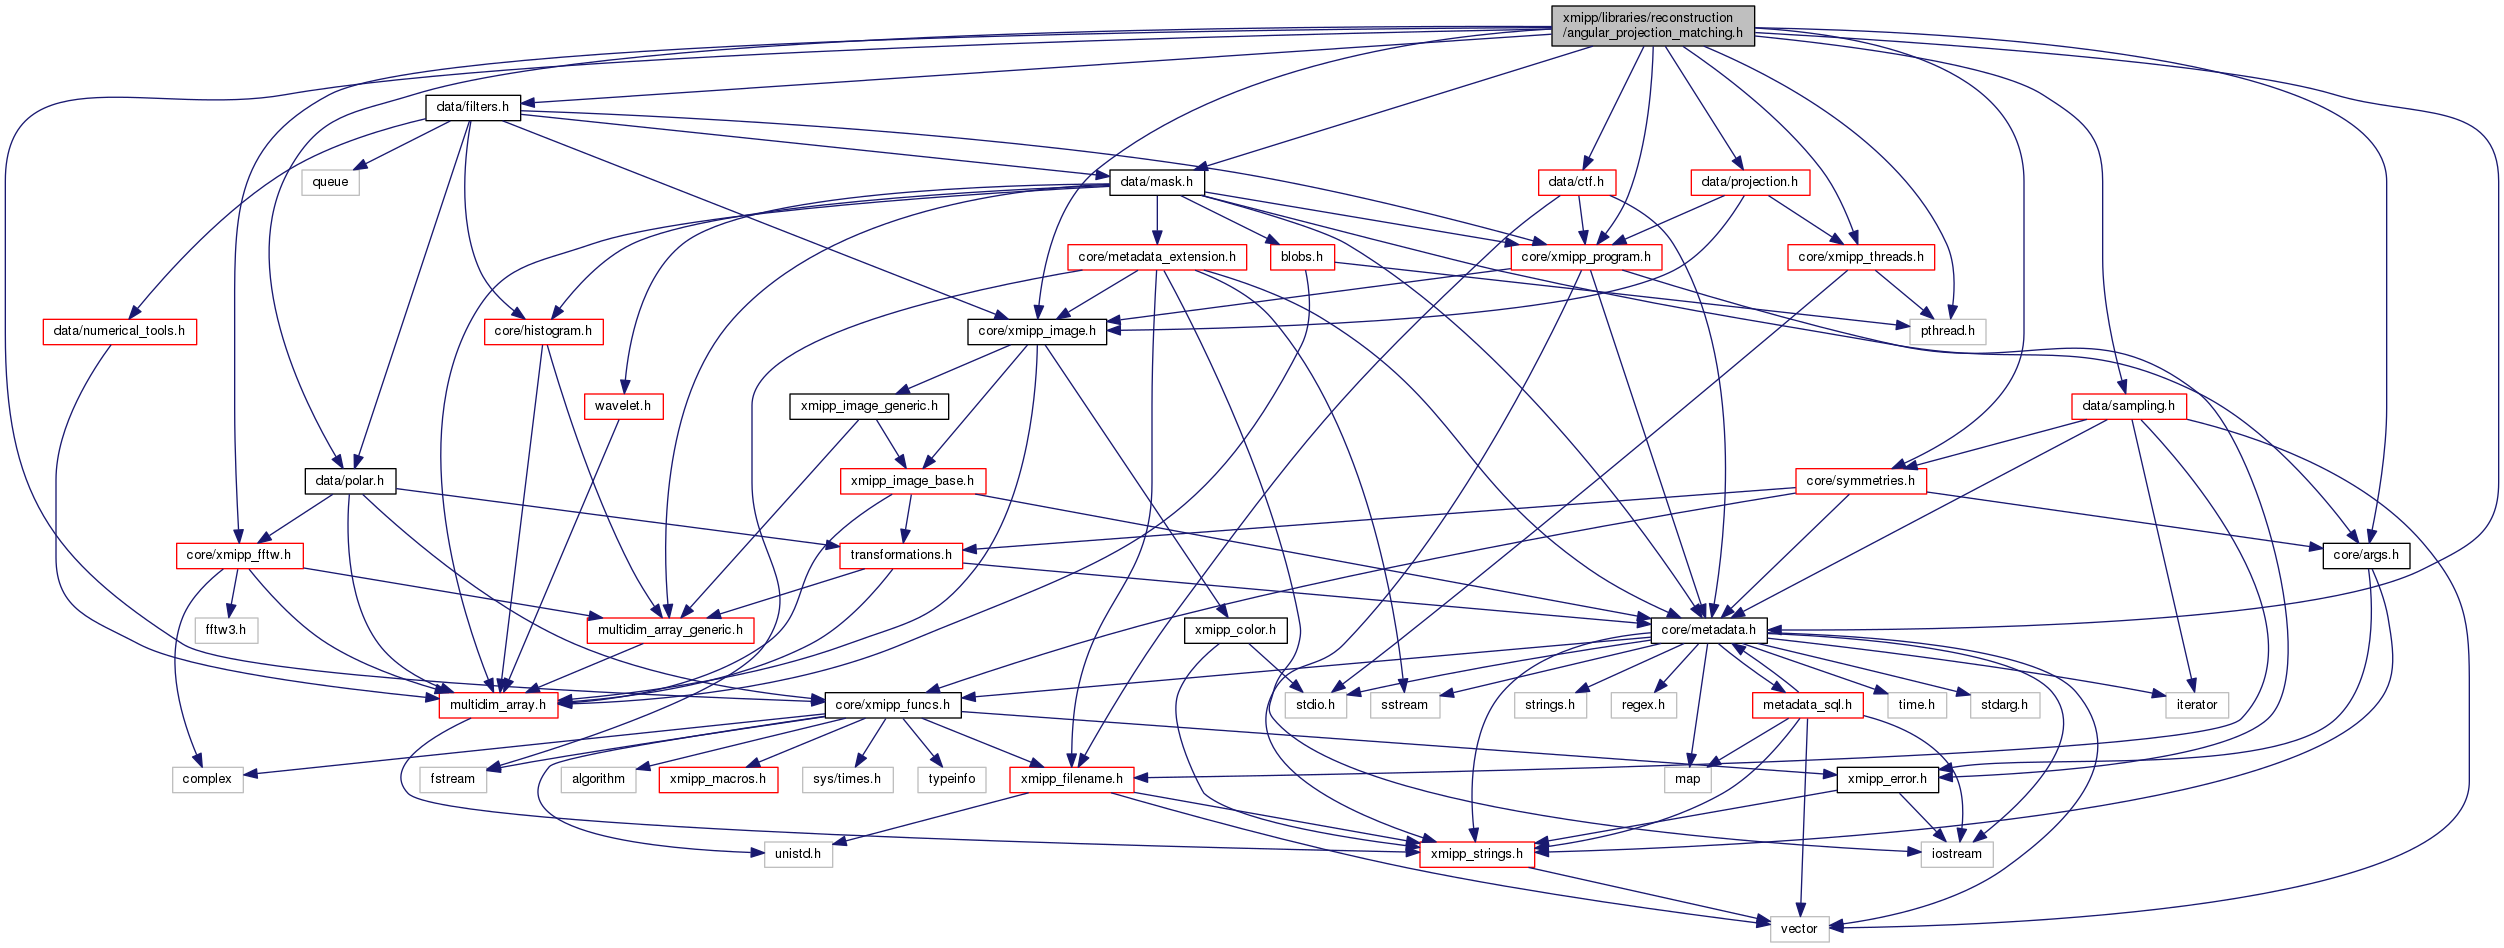 xmipp/libraries/reconstruction
/angular_projection_matching.h
data/filters.h
queue
data/mask.h
data/ctf.h
data/projection.h
core/metadata_extension.h
blobs.h
core/xmipp_program.h
core/xmipp_threads.h
data/numerical_tools.h
core/histogram.h
core/xmipp_image.h
pthread.h
wavelet.h
xmipp_image_generic.h
data/sampling.h
data/polar.h
xmipp_image_base.h
core/symmetries.h
core/xmipp_fftw.h
transformations.h
core/args.h
fftw3.h
multidim_array_generic.h
xmipp_color.h
core/metadata.h
multidim_array.h
core/xmipp_funcs.h
stdio.h
sstream
strings.h
regex.h
metadata_sql.h
time.h
stdarg.h
iterator
complex
fstream
algorithm
xmipp_macros.h
sys/times.h
typeinfo
xmipp_filename.h
map
xmipp_error.h
unistd.h
xmipp_strings.h
iostream
vector